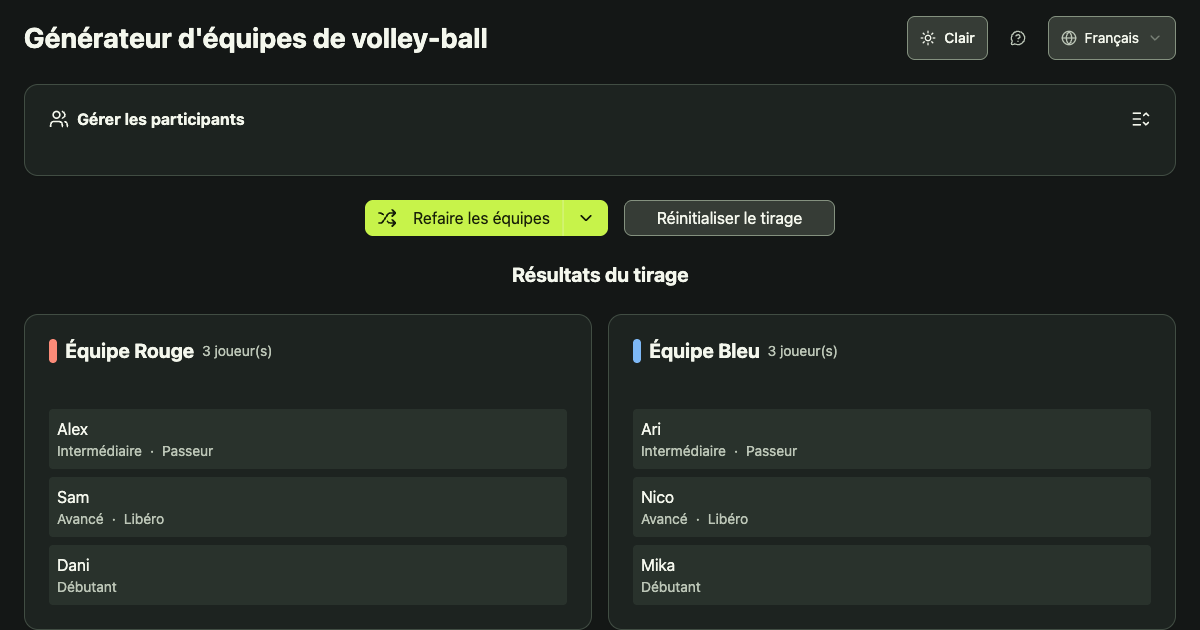 Générateur d'équipes de volley-ball
Clair
Français
Gérer les participants
Refaire les équipes
Réinitialiser le tirage
Résultats du tirage
Équipe Rouge 3 joueur(s)
Alex
Intermédiaire · Passeur
Sam
Avancé · Libéro
Dani
Débutant
Équipe Bleu 3 joueur(s)
Ari
Intermédiaire · Passeur
Nico
Avancé · Libéro
Mika
Débutant